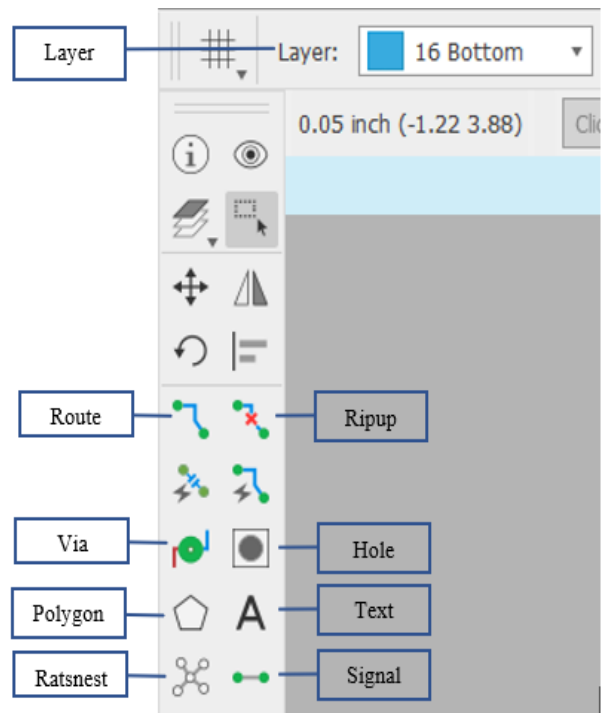 Layer
Layer:
16 Bottom
0.05 inch (-1.22 3.88)
Route
Ripup
Via
Hole
Polygon
A
Text
Ratsnest
Signal